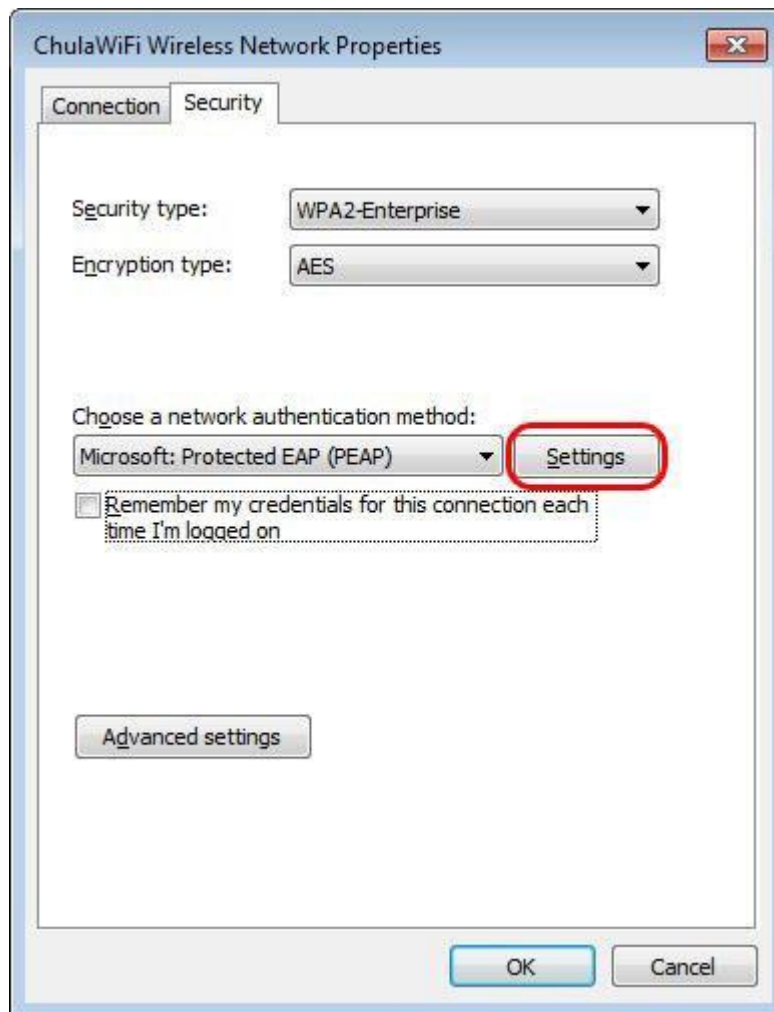 ChulaWiFi Wireless Network Properties
Connection
Security
Security type:
WPA2-Enterprise
Encryption type:
AES
Choose a network authentication method:
Microsoft: Protected EAP (PEAP)
Settings
Remember my credentials for this connection each
time I'm logged on
Advanced settings
OK
Cancel